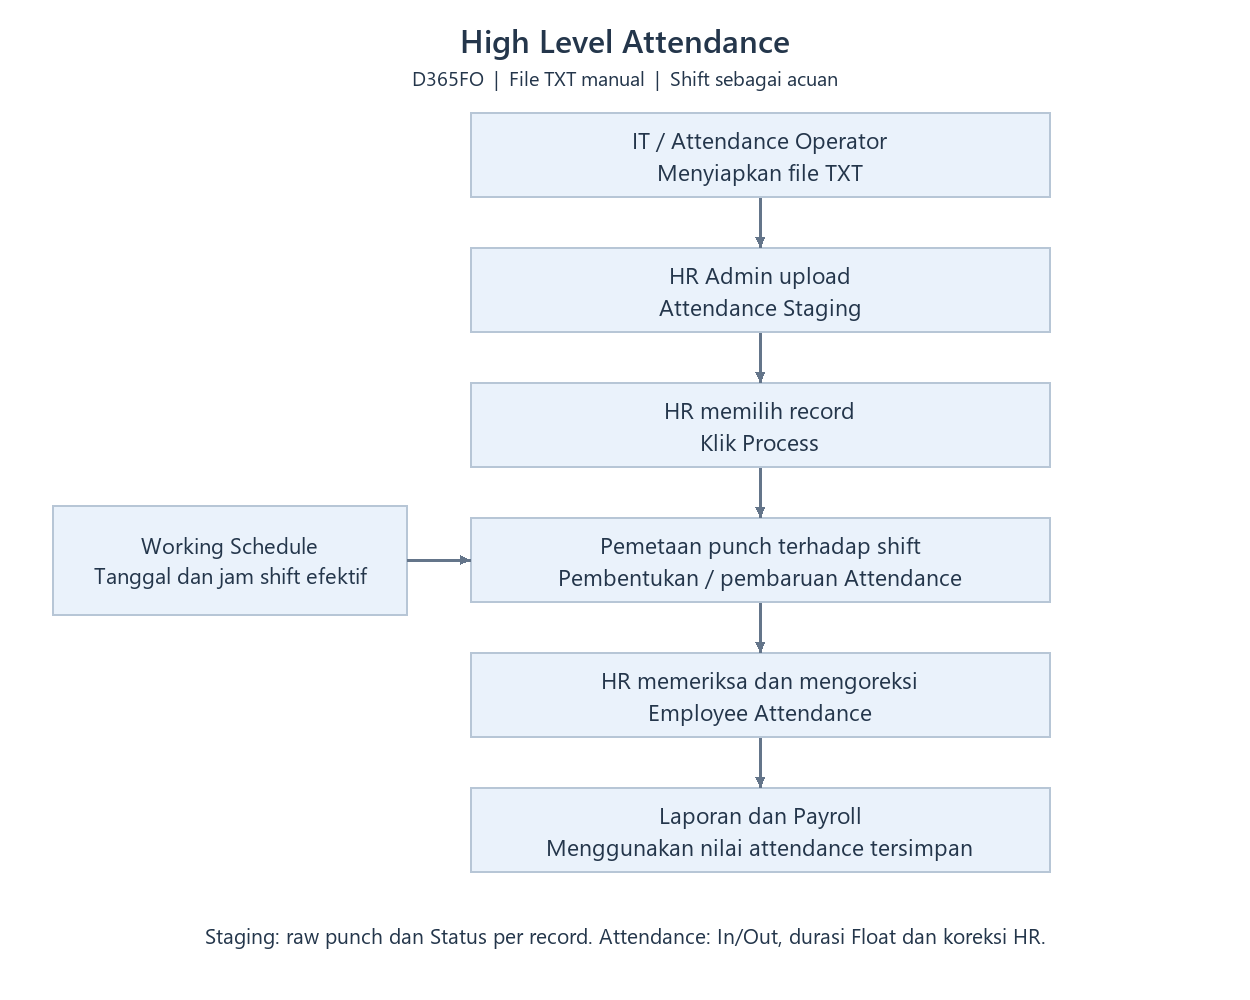 High Level Attendance
D365FO | File TXT manual | Shift sebagai acuan
IT / Attendance Operator
Menyiapkan file TXT
HR Admin upload
Attendance Staging
HR memilih record
Klik Process
Working Schedule
Tanggal dan jam shift efektif
Pemetaan punch terhadap shift
Pembentukan / pembaruan Attendance
HR memeriksa dan mengoreksi
Employee Attendance
Laporan dan Payroll
Menggunakan nilai attendance tersimpan
Staging: raw punch dan Status per record. Attendance: In/Out, durasi Float dan koreksi HR.